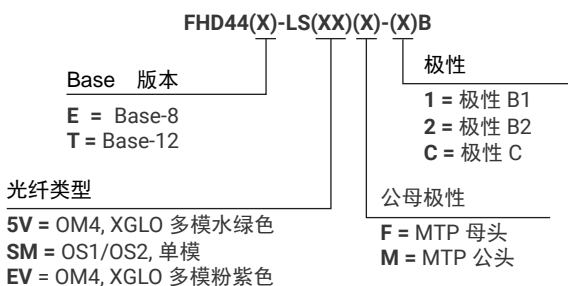 FHD44(X)-LS(XX)(X)-(X)B
Base 版本
E = Base-8
T = Base-12
极性
1 = 极性 B1
2 = 极性 B2
C = 极性 C
光纤类型
5V = OM4, XGLO 多模水绿色
SM = OS1/OS2, 单模
EV = OM4, XGLO 多模粉紫色
公母极性
F = MTP 母头
M = MTP 公头